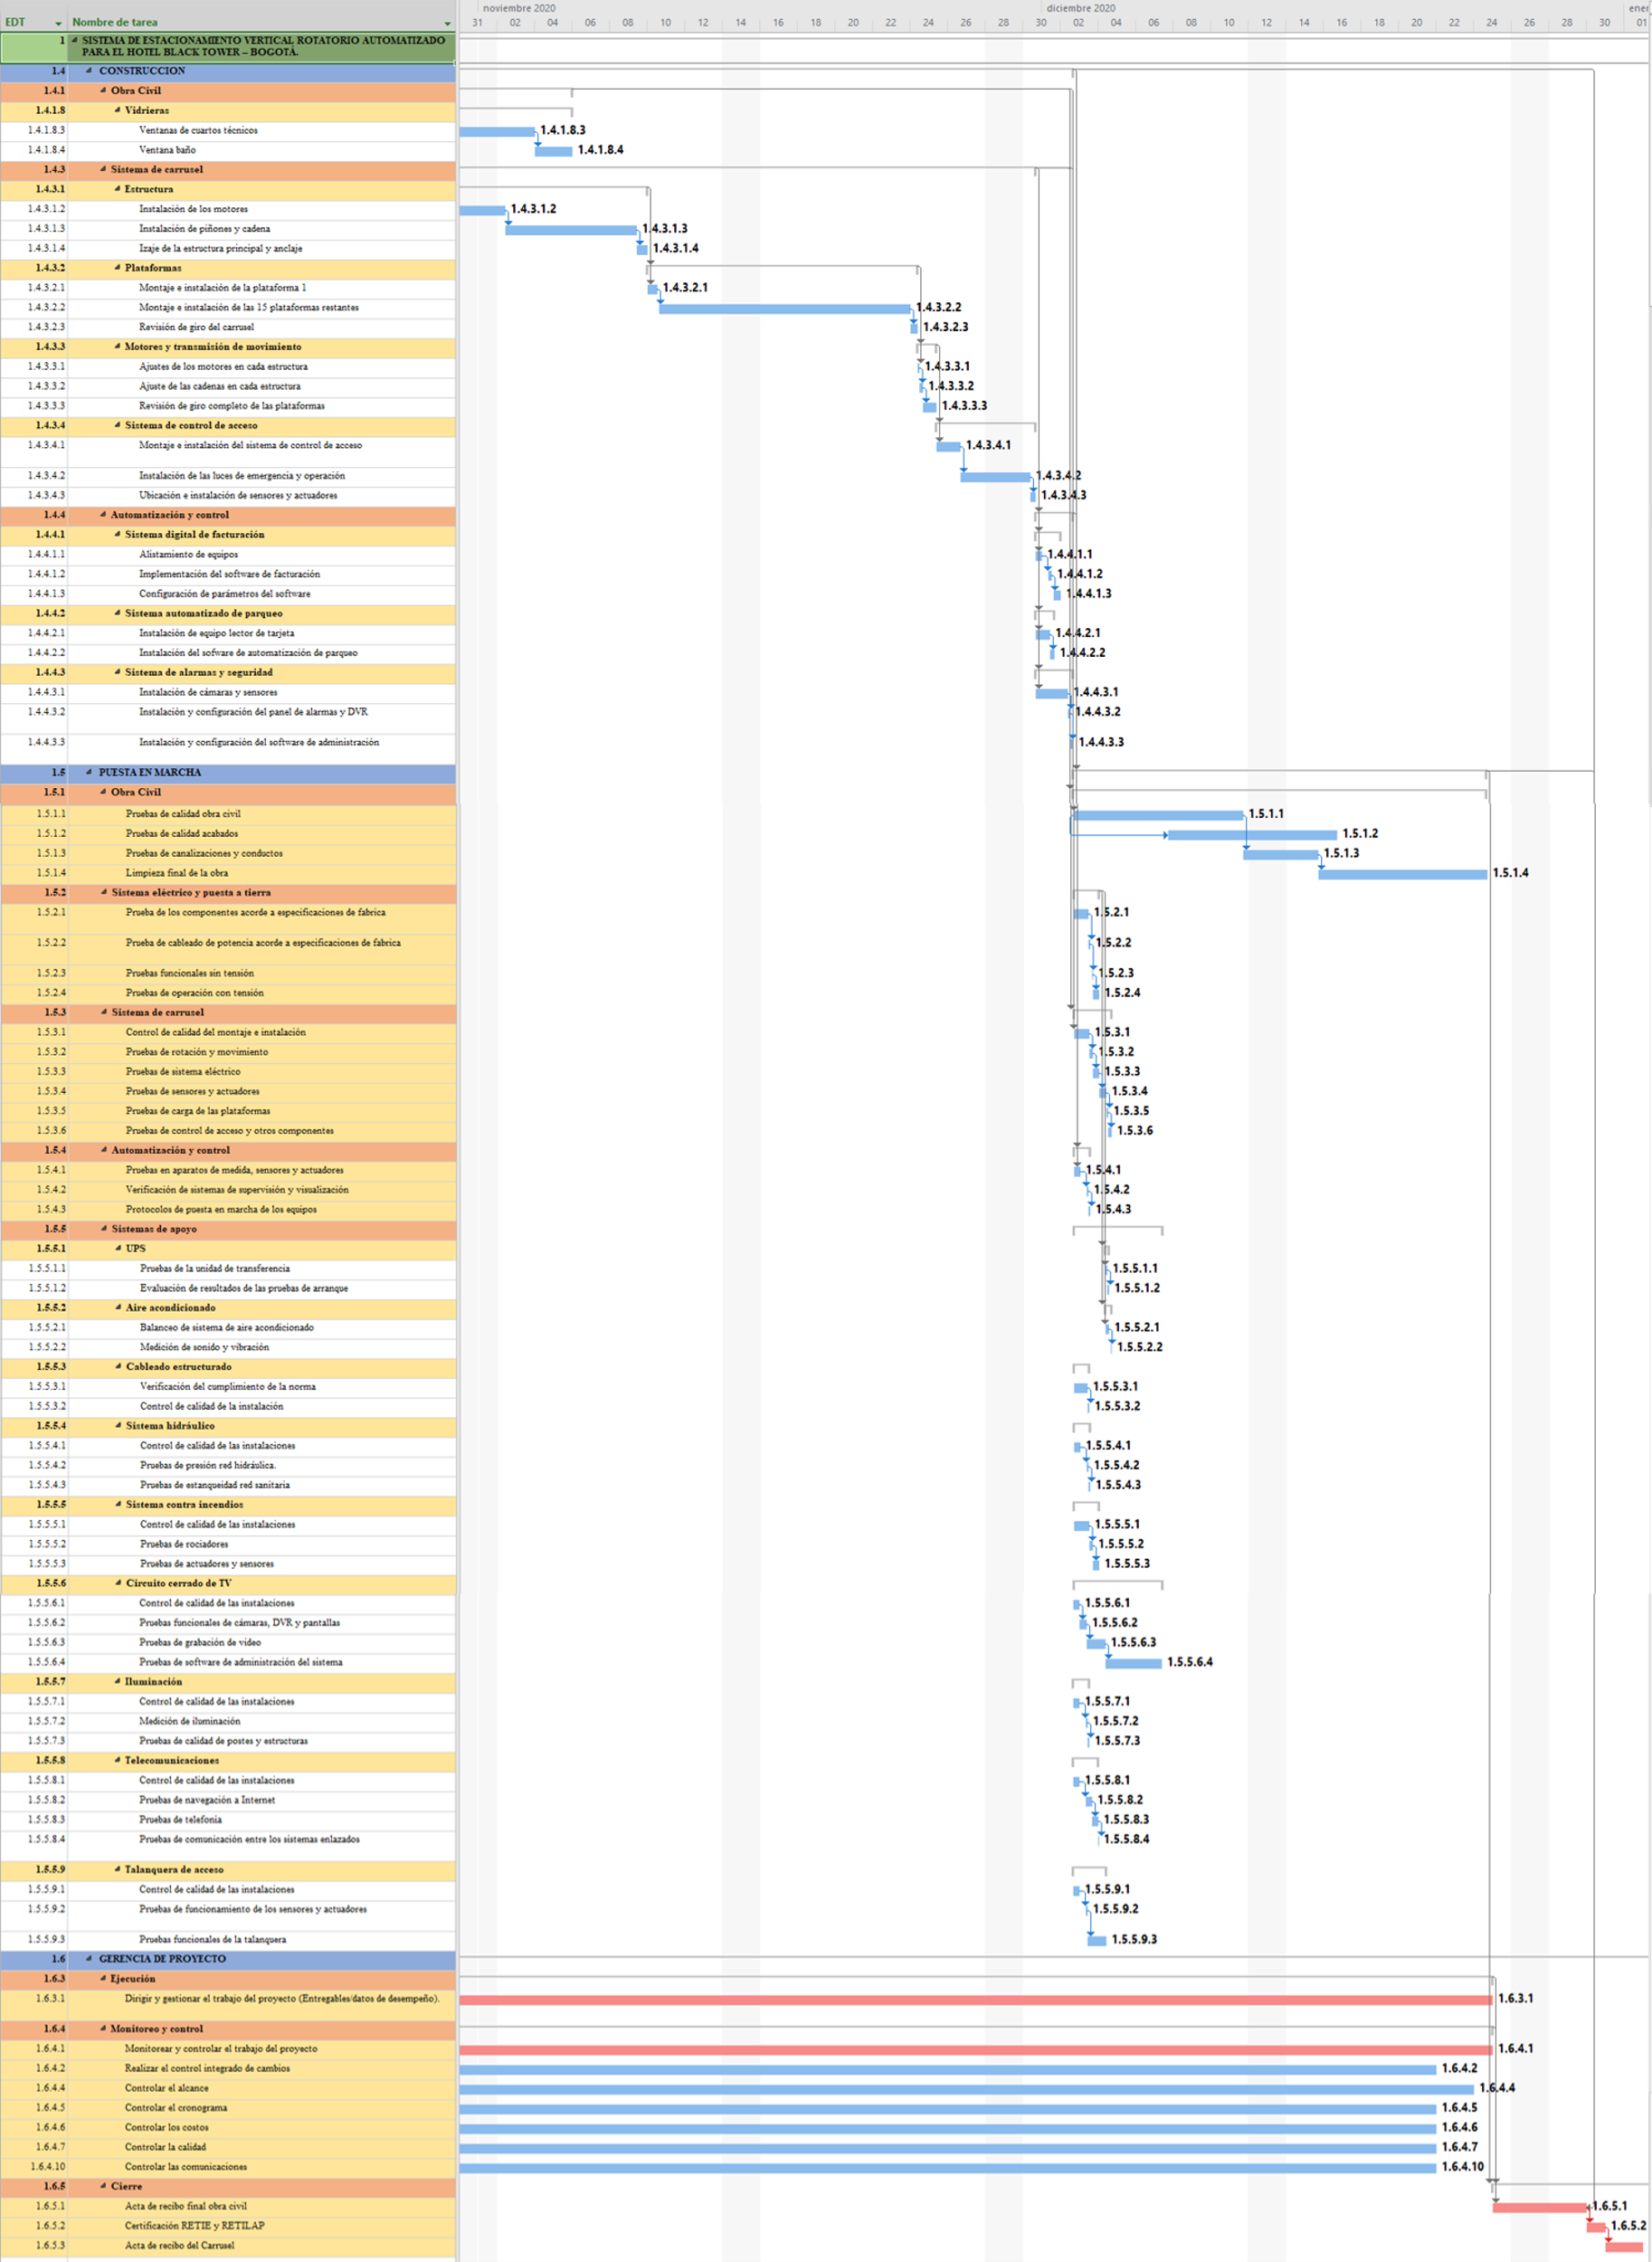 noviembre 2020 diciembre 2020 ener
EDT Nombre de tarea 31 02 04 06 08 10 12 14 16 18 20 22 24 26 28 30 02 04 06 08 10 12 14 16 18 20 22 24 26 28 30 01
1 SISTEMA DE ESTACIONAMIENTO VERTICAL ROTATORIO AUTOMATIZADO
PARA EL HOTEL BLACK TOWER – BOGOTÁ.
1.4 CONSTRUCCION
1.4.1 Obra Civil
1.4.1.8 Vidrieras
1.4.1.8.3 Ventanas de cuartos técnicos 1.4.1.8.3
1.4.1.8.4 Ventana baño 1.4.1.8.4
1.4.3 Sistema de carrusel
1.4.3.1 Estructura
1.4.3.1.2 Instalación de los motores 1.4.3.1.2
1.4.3.1.3 Instalación de piñones y cadena 1.4.3.1.3
1.4.3.1.4 Izaje de la estructura principal y anclaje 1.4.3.1.4
1.4.3.2 Plataformas
1.4.3.2.1 Montaje e instalación de la plataforma 1 1.4.3.2.1
1.4.3.2.2 Montaje e instalación de las 15 plataformas restantes 1.4.3.2.2
1.4.3.2.3 Revisión de giro del carrusel 1.4.3.2.3
1.4.3.3 Motores y transmisión de movimiento
1.4.3.3.1 Ajustes de los motores en cada estructura 1.4.3.3.1
1.4.3.3.2 Ajuste de las cadenas en cada estructura 1.4.3.3.2
1.4.3.3.3 Revisión de giro completo de las plataformas 1.4.3.3.3
1.4.3.4 Sistema de control de acceso
1.4.3.4.1 Montaje e instalación del sistema de control de acceso 1.4.3.4.1
1.4.3.4.2 Instalación de las luces de emergencia y operación 1.4.3.4.2
1.4.3.4.3 Ubicación e instalación de sensores y actuadores 1.4.3.4.3
1.4.4 Automatización y control
1.4.4.1 Sistema digital de facturación
1.4.4.1.1 Alistamiento de equipos 1.4.4.1.1
1.4.4.1.2 Implementación del software de facturación 1.4.4.1.2
1.4.4.1.3 Configuración de parámetros del software 1.4.4.1.3
1.4.4.2 Sistema automatizado de parqueo
1.4.4.2.1 Instalación de equipo lector de tarjeta 1.4.4.2.1
1.4.4.2.2 Instalación del sofware de automatización de parqueo 1.4.4.2.2
1.4.4.3 Sistema de alarmas y seguridad
1.4.4.3.1 Instalación de cámaras y sensores 1.4.4.3.1
1.4.4.3.2 Instalación y configuración del panel de alarmas y DVR 1.4.4.3.2
1.4.4.3.3 Instalación y configuración del software de administración 1.4.4.3.3
1.5 PUESTA EN MARCHA
1.5.1 Obra Civil
1.5.1.1 Pruebas de calidad obra civil 1.5.1.1
1.5.1.2 Pruebas de calidad acabados 1.5.1.2
1.5.1.3 Pruebas de canalizaciones y conductos 1.5.1.3
1.5.1.4 Limpieza final de la obra 1.5.1.4
1.5.2 Sistema eléctrico y puesta a tierra
1.5.2.1 Prueba de los componentes acorde a especificaciones de fabrica 1.5.2.1
1.5.2.2 Prueba de cableado de potencia acorde a especificaciones de fabrica 1.5.2.2
1.5.2.3 Pruebas funcionales sin tensión 1.5.2.3
1.5.2.4 Pruebas de operación con tensión 1.5.2.4
1.5.3 Sistema de carrusel
1.5.3.1 Control de calidad del montaje e instalación 1.5.3.1
1.5.3.2 Pruebas de rotación y movimiento 1.5.3.2
1.5.3.3 Pruebas de sistema eléctrico 1.5.3.3
1.5.3.4 Pruebas de sensores y actuadores 1.5.3.4
1.5.3.5 Pruebas de carga de las plataformas 1.5.3.5
1.5.3.6 Pruebas de control de acceso y otros componentes 1.5.3.6
1.5.4 Automatización y control
1.5.4.1 Pruebas en aparatos de medida, sensores y actuadores 1.5.4.1
1.5.4.2 Verificación de sistemas de supervisión y visualización 1.5.4.2
1.5.4.3 Protocolos de puesta en marcha de los equipos 1.5.4.3
1.5.5 Sistemas de apoyo
1.5.5.1 UPS
1.5.5.1.1 Pruebas de la unidad de transferencia 1.5.5.1.1
1.5.5.1.2 Evaluación de resultados de las pruebas de arranque 1.5.5.1.2
1.5.5.2 Aire acondicionado
1.5.5.2.1 Balanceo de sistema de aire acondicionado 1.5.5.2.1
1.5.5.2.2 Medición de sonido y vibración 1.5.5.2.2
1.5.5.3 Cableado estructurado
1.5.5.3.1 Verificación del cumplimiento de la norma 1.5.5.3.1
1.5.5.3.2 Control de calidad de la instalación 1.5.5.3.2
1.5.5.4 Sistema hidráulico
1.5.5.4.1 Control de calidad de las instalaciones 1.5.5.4.1
1.5.5.4.2 Pruebas de presión red hidráulica. 1.5.5.4.2
1.5.5.4.3 Pruebas de estanqueidad red sanitaria 1.5.5.4.3
1.5.5.5 Sistema contra incendios
1.5.5.5.1 Control de calidad de las instalaciones 1.5.5.5.1
1.5.5.5.2 Pruebas de rociadores 1.5.5.5.2
1.5.5.5.3 Pruebas de actuadores y sensores 1.5.5.5.3
1.5.5.6 Circuito cerrado de TV
1.5.5.6.1 Control de calidad de las instalaciones 1.5.5.6.1
1.5.5.6.2 Pruebas funcionales de cámaras, DVR y pantallas 1.5.5.6.2
1.5.5.6.3 Pruebas de grabación de video 1.5.5.6.3
1.5.5.6.4 Pruebas de software de administración del sistema 1.5.5.6.4
1.5.5.7 Iluminación
1.5.5.7.1 Control de calidad de las instalaciones 1.5.5.7.1
1.5.5.7.2 Medición de iluminación 1.5.5.7.2
1.5.5.7.3 Pruebas de calidad de postes y estructuras 1.5.5.7.3
1.5.5.8 Telecomunicaciones
1.5.5.8.1 Control de calidad de las instalaciones 1.5.5.8.1
1.5.5.8.2 Pruebas de navegación a Internet 1.5.5.8.2
1.5.5.8.3 Pruebas de telefonia 1.5.5.8.3
1.5.5.8.4 Pruebas de comunicación entre los sistemas enlazados 1.5.5.8.4
1.5.5.9 Talanquera de acceso
1.5.5.9.1 Control de calidad de las instalaciones 1.5.5.9.1
1.5.5.9.2 Pruebas de funcionamiento de los sensores y actuadores 1.5.5.9.2
1.5.5.9.3 Pruebas funcionales de la talanquera 1.5.5.9.3
1.6 GERENCIA DE PROYECTO
1.6.3 Ejecución
1.6.3.1 Dirigir y gestionar el trabajo del proyecto (Entregables/datos de desempeño). 1.6.3.1
1.6.4 Monitoreo y control
1.6.4.1 Monitorear y controlar el trabajo del proyecto 1.6.4.1
1.6.4.2 Realizar el control integrado de cambios 1.6.4.2
1.6.4.4 Controlar el alcance 1.6.4.4
1.6.4.5 Controlar el cronograma 1.6.4.5
1.6.4.6 Controlar los costos 1.6.4.6
1.6.4.7 Controlar la calidad 1.6.4.7
1.6.4.10 Controlar las comunicaciones 1.6.4.10
1.6.5 Cierre
1.6.5.1 Acta de recibo final obra civil 1.6.5.1
1.6.5.2 Certificación RETIE y RETILAP 1.6.5.2
1.6.5.3 Acta de recibo del Carrusel